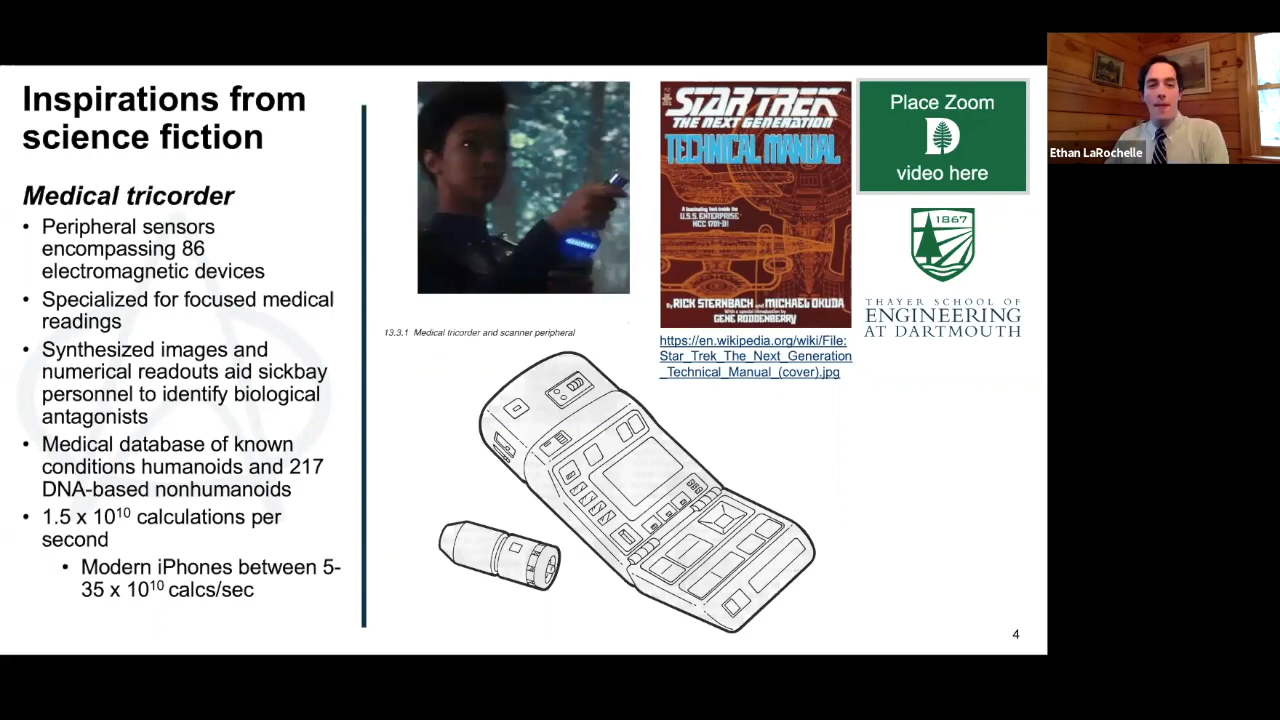 Inspirations from
science fiction
Medical tricorder
• Peripheral sensors
encompassing 86
electromagnetic devices
• Specialized for focused medical
readings
• Synthesized images and
numerical readouts aid sickbay
personnel to identify biological
antagonists
• Medical database of known
conditions humanoids and 217
DNA-based nonhumanoids
• 1.5 x 10¹⁰ calculations per
second
• Modern iPhones between 5-
35 x 10¹⁰ calcs/sec
13.3.1 Medical tricorder and scanner peripheral
STAR TREK
THE NEXT GENERATION
TECHNICAL MANUAL
A fascinating look inside the
U.S.S. ENTERPRISE
NCC 1701-D!
By RICK STERNBACH and MICHAEL OKUDA
With a special introduction by
GENE RODDENBERRY
https://en.wikipedia.org/wiki/File:
Star_Trek_The_Next_Generation
_Technical_Manual_(cover).jpg
Place Zoom
D
video here
1867
THAYER SCHOOL OF
ENGINEERING
AT DARTMOUTH
4
Ethan LaRochelle